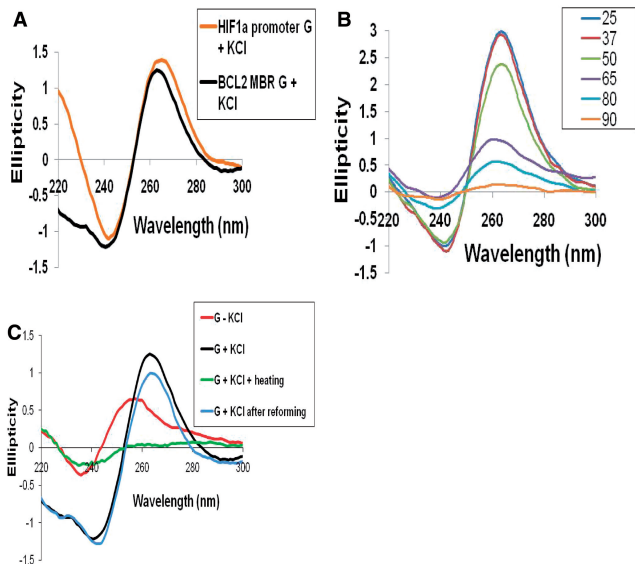 A
HIF1a promoter G
+ KCl
BCL2 MBR G +
KCl
Ellipticity
1.5
1
0.5
0
-0.5
-1
-1.5
220 240 260 280 300
Wavelength (nm)
B
25
37
50
65
80
90
Ellipticity
3
2.5
2
1.5
1
0.5
0
-0.5
-1
-1.5
220 240 260 280 300
Wavelength (nm)
C
G - KCl
G + KCl
G + KCl + heating
G + KCl after reforming
Elllipticity
1.5
1
0.5
0
-0.5
-1
-1.5
220 240 260 280 300
Wavelength (nm)